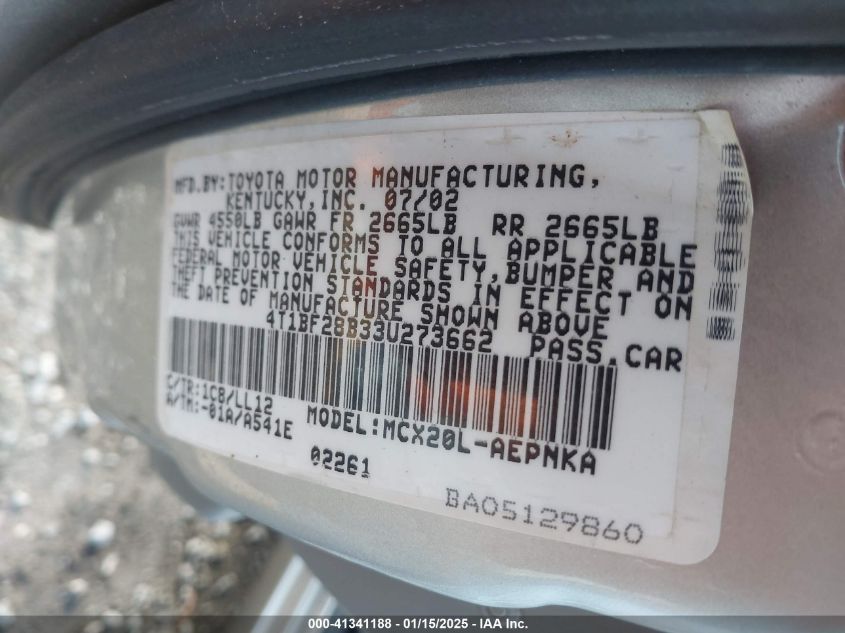 MFD.BY:TOYOTA MOTOR MANUFACTURING,
KENTUCKY,INC. 07/02
GVWR 4550LB GAWR FR 2665LB RR 2665LB
THIS VEHICLE CONFORMS TO ALL APPLICABLE
FEDERAL MOTOR VEHICLE SAFETY,BUMPER AND
THEFT PREVENTION STANDARDS IN EFFECT ON
THE DATE OF MANUFACTURE SHOWN ABOVE
4T1BF28B33U273662 PASS.CAR
C/TR:1C8/LL12
A/TM:-01A/A541E
MODEL:MCX20L-AEPNKA
02261
BA05129860
000-41341188 - 01/15/2025 - IAAI, Inc.